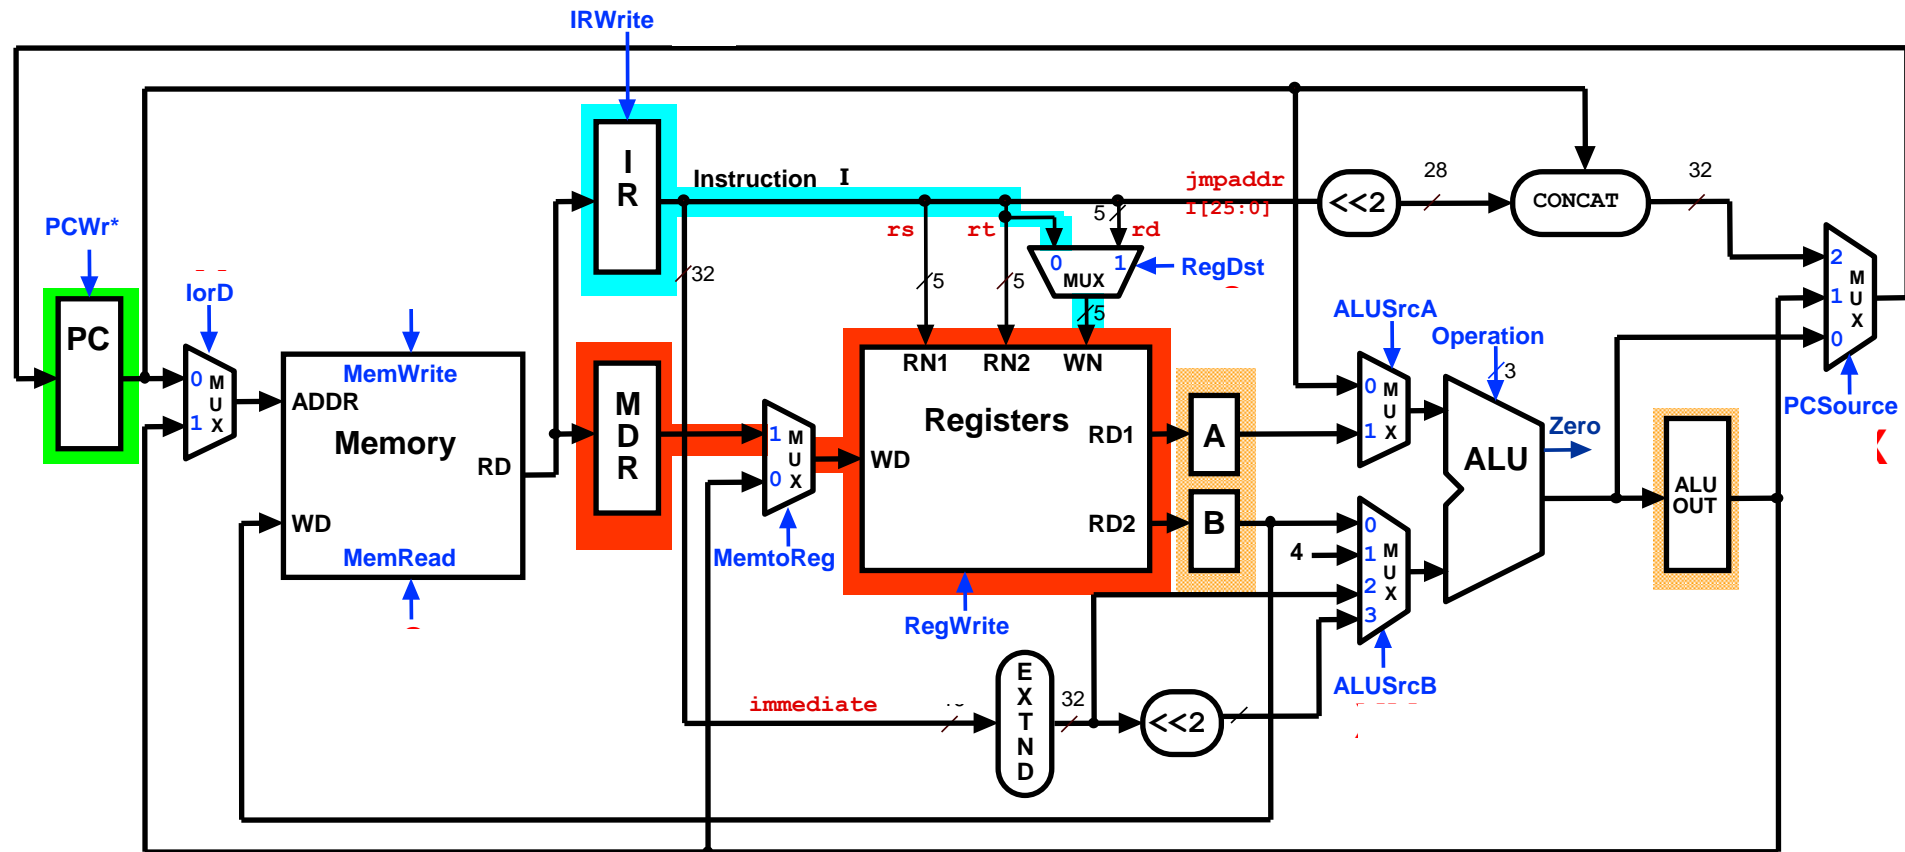 IRWrite
I
R
Instruction I
jmpaddr
I[25:0]
28
32
<<2
CONCAT
rs
rt
5
rd
PCWr*
32
5
5
0
1
MUX
RegDst
2
1
0
M
U
X
PCSource
IorD
5
ALUSrcA
Operation
3
PC
0
1
M
U
X
MemWrite
ADDR
Memory
RD
WD
MemRead
M
D
R
1
0
M
U
X
MemtoReg
RN1
RN2
WN
Registers
RD1
WD
RD2
RegWrite
A
B
0
1
M
U
X
4
0
1
2
3
M
U
X
ALUSrcB
ALU
Zero
ALU
OUT
immediate
E
X
T
N
D
32
<<2